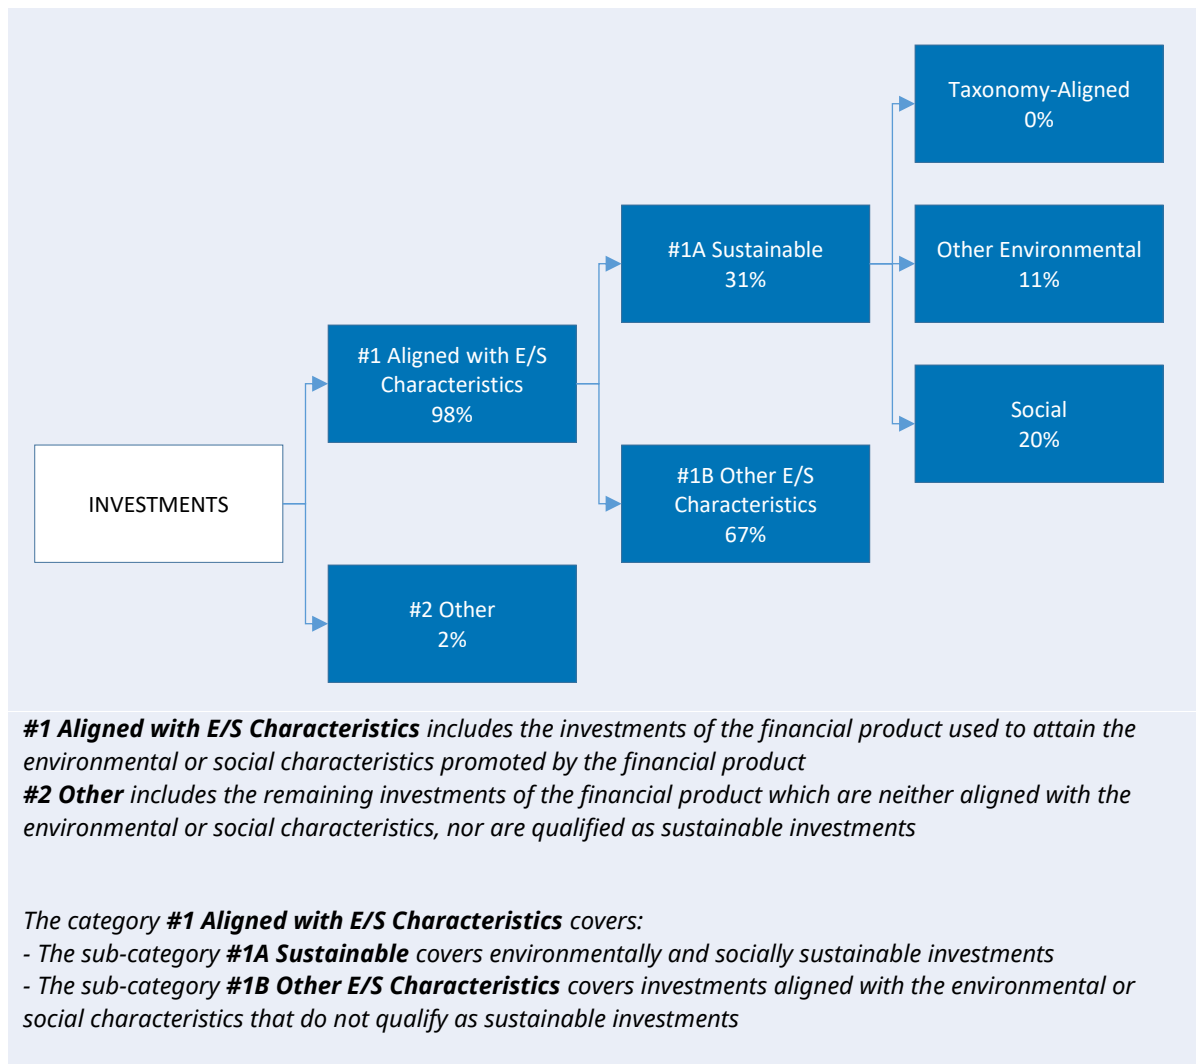 Taxonomy-Aligned
0%
#1A Sustainable
31%
Other Environmental
11%
#1 Aligned with E/S
Characteristics
98%
Social
20%
INVESTMENTS
#1B Other E/S
Characteristics
67%
#2 Other
2%
#1 Aligned with E/S Characteristics includes the investments of the financial product used to attain the
environmental or social characteristics promoted by the financial product
#2 Other includes the remaining investments of the financial product which are neither aligned with the
environmental or social characteristics, nor are qualified as sustainable investments
The category #1 Aligned with E/S Characteristics covers:
- The sub-category #1A Sustainable covers environmentally and socially sustainable investments
- The sub-category #1B Other E/S Characteristics covers investments aligned with the environmental or
social characteristics that do not qualify as sustainable investments